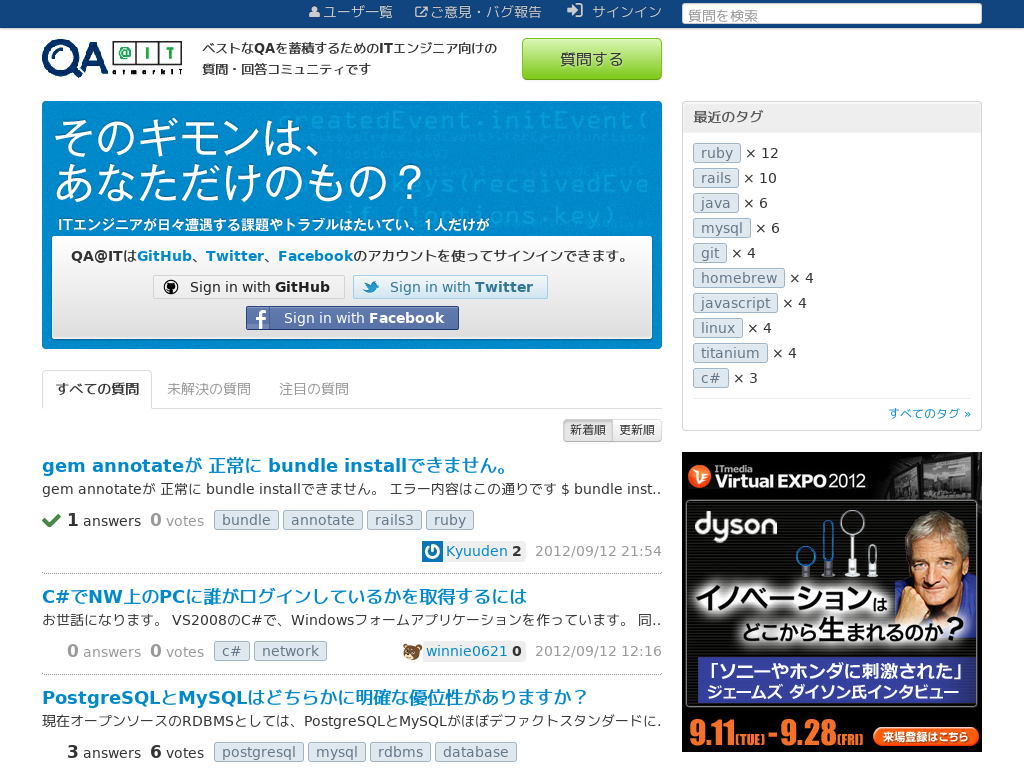 ユーザー覧
ご意見・バグ報告
サインイン
質問を検索
QA @IT atmarkIT
ベストなQAを蓄積するためのITエンジニア向けの
質問・回答コミュニティです
質問する
createdEvent.initEvent(
そのギモンは、
あなただけのもの？
ITエンジニアが日々遭遇する課題やトラブルはたいてい、1人だけが
QA@ITはGitHub、Twitter、Facebookのアカウントを使ってサインインできます。
Sign in with GitHub
Sign in with Twitter
Sign in with Facebook
すべての質問
未解決の質問
注目の質問
新着順
更新順
gem annotateが 正常に bundle installできません。
gem annotateが 正常に bundle installできません。 エラー内容はこの通りです $ bundle inst..
1 answers 0 votes bundle annotate rails3 ruby
Kyuuden 2 2012/09/12 21:54
C#でNW上のPCに誰がログインしているかを取得するには
お世話になります。 VS2008のC#で、Windowsフォームアプリケーションを作っています。 同..
0 answers 0 votes c# network
winnie0621 0 2012/09/12 12:16
PostgreSQLとMySQLはどちらかに明確な優位性がありますか？
現在オープンソースのRDBMSとしては、PostgreSQLとMySQLがほぼデファクトスタンダードに..
3 answers 6 votes postgresql mysql rdbms database
最近のタグ
ruby × 12
rails × 10
java × 6
mysql × 6
git × 4
homebrew × 4
javascript × 4
linux × 4
titanium × 4
c# × 3
すべてのタグ »
ITmedia
Virtual EXPO 2012
dyson
イノベーションは
どこから生まれるのか？
「ソニーやホンダに刺激された」
ジェームズ ダイソン氏インタビュー
9.11(TUE)-9.28(FRI)
来場登録はこちら